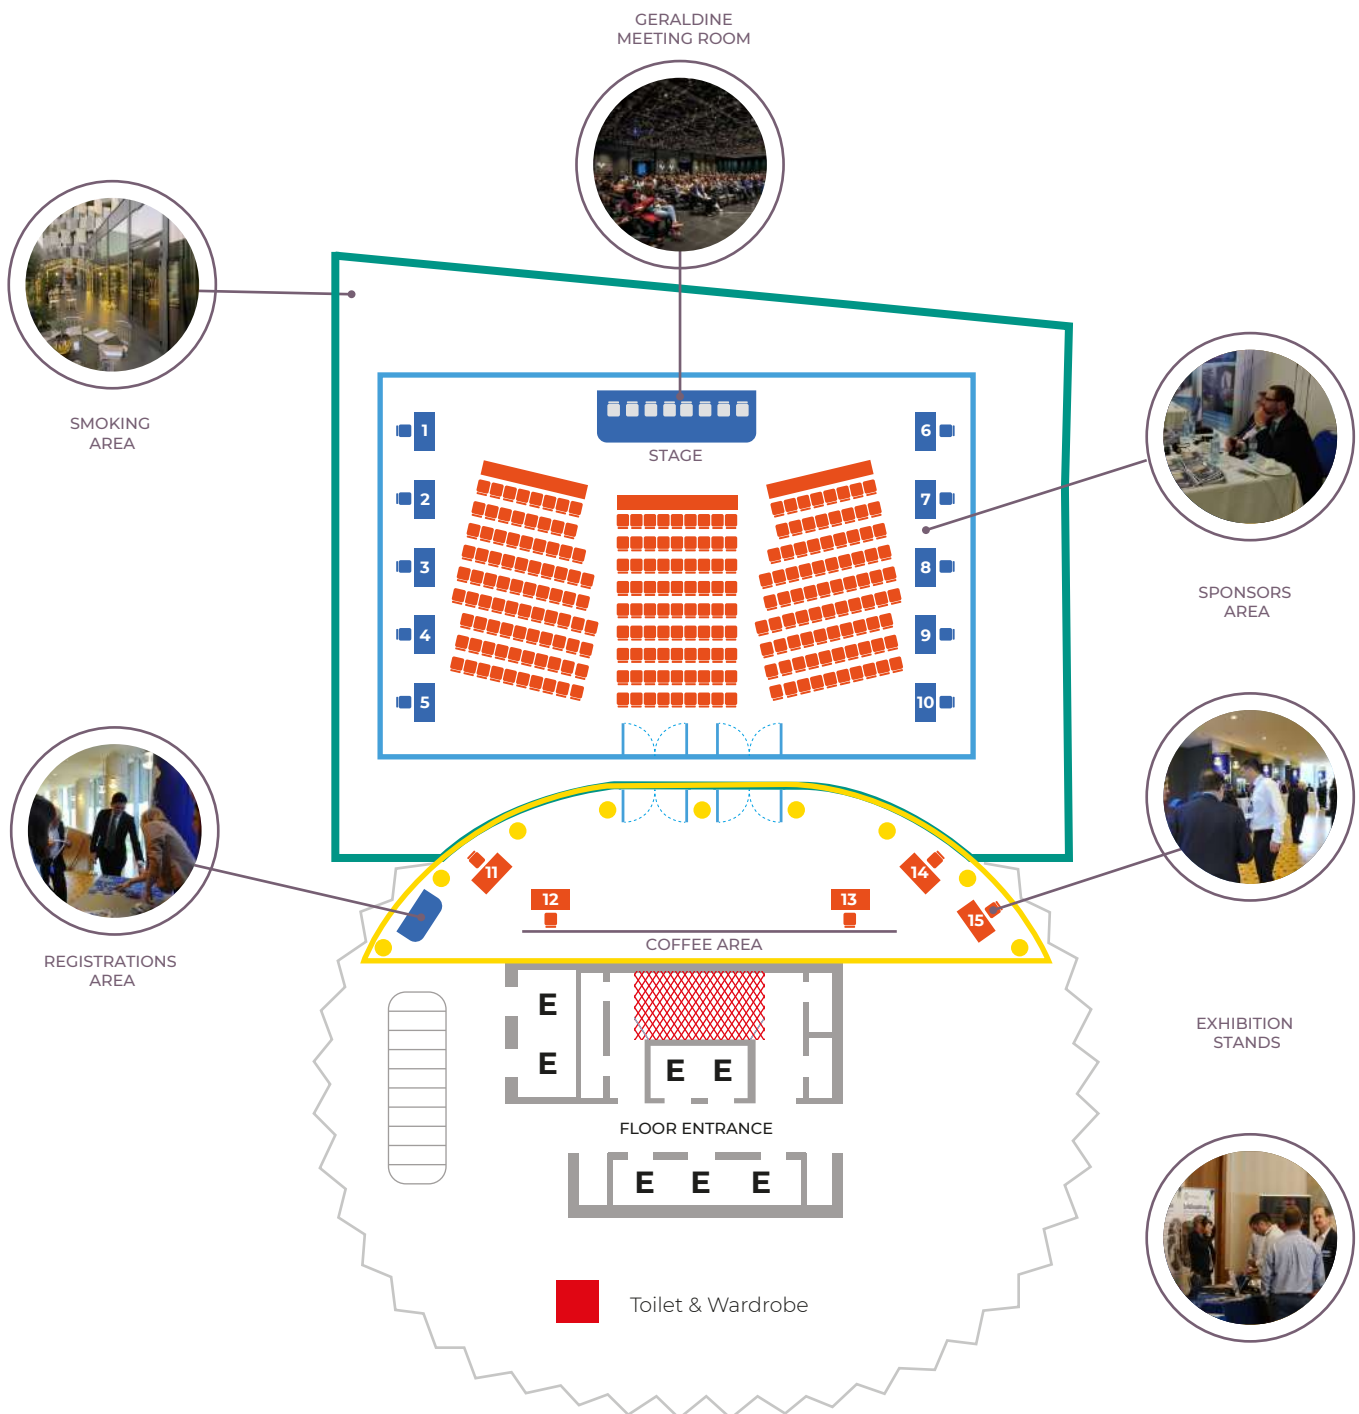 GERALDINE
MEETING ROOM
SMOKING
AREA
STAGE
1
6
2
7
3
8
4
9
5
10
SPONSORS
AREA
11
14
12
13
15
COFFEE AREA
REGISTRATIONS
AREA
E
E
E E
EXHIBITION
STANDS
FLOOR ENTRANCE
E E E
Toilet & Wardrobe